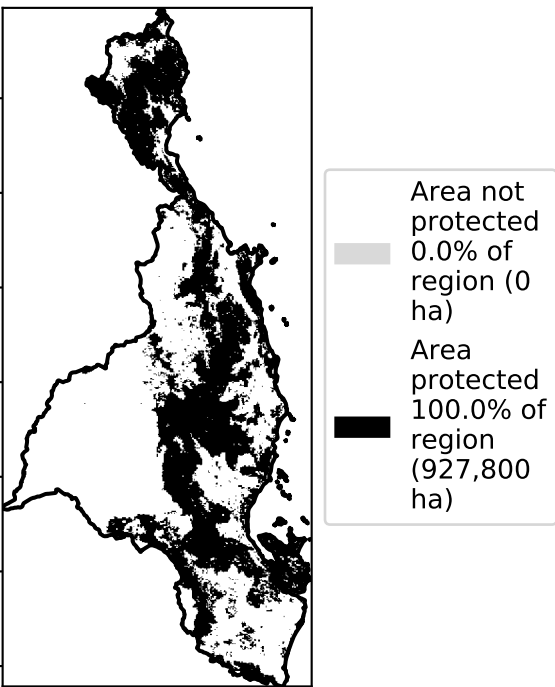 Area not
protected
0.0% of
region (0
ha)
Area
protected
100.0% of
region
(927,800
ha)